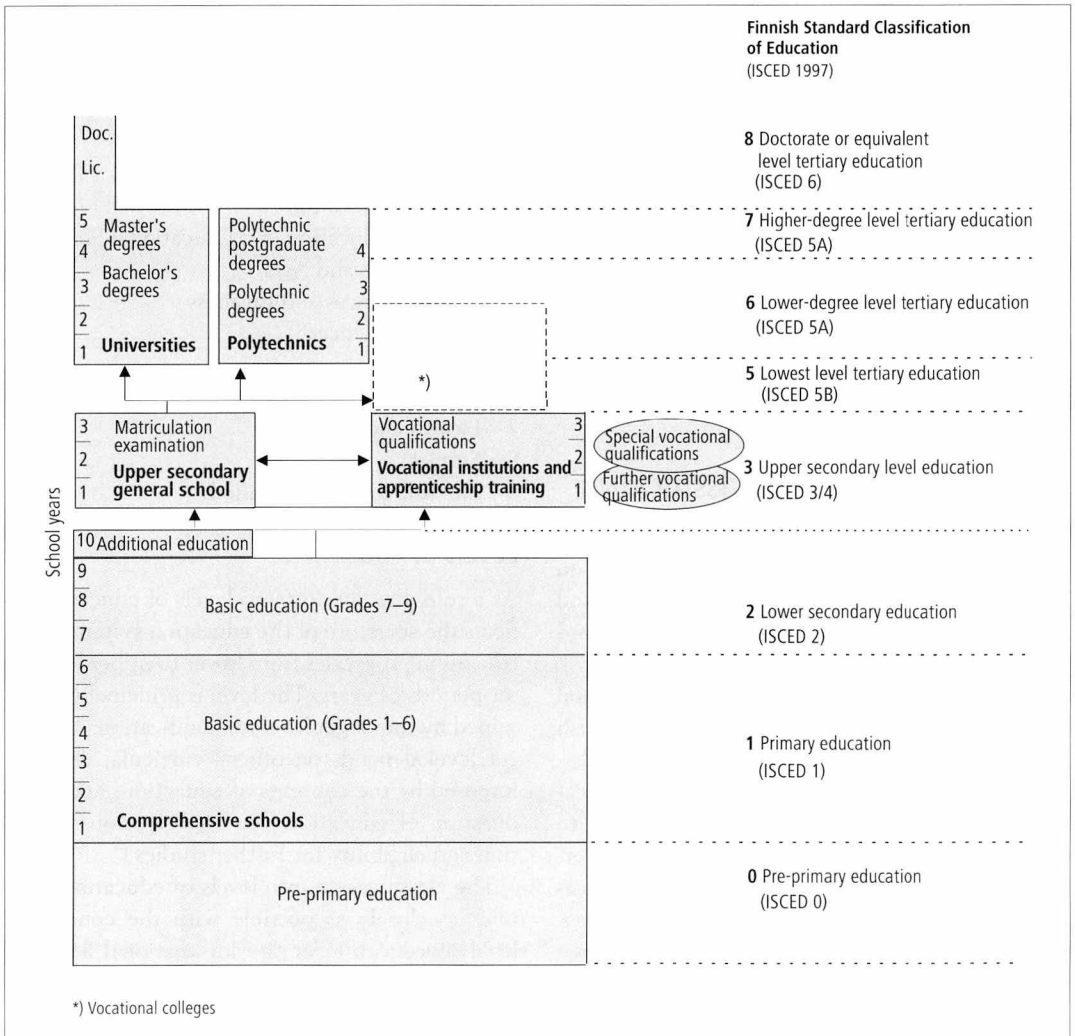 Finnish Standard Classification
of Education
(ISCED 1997)
Doc.
Lic.
8 Doctorate or equivalent
level tertiary education
(ISCED 6)
5
4
3
2
1
Master's
degrees
Bachelor's
degrees
Universities
Polytechnic
postgraduate
degrees
Polytechnic
degrees
Polytechnics
4
3
2
1
7 Higher-degree level tertiary education
(ISCED 5A)
6 Lower-degree level tertiary education
(ISCED 5A)
*)
5 Lowest level tertiary education
(ISCED 5B)
3
2
1
Matriculation
examination
Upper secondary
general school
Vocational
qualifications
Vocational institutions and
apprenticeship training
3
2
1
Special vocational
qualifications
Further vocational
qualifications
3 Upper secondary level education
(ISCED 3/4)
School years
10 Additional education
9
8
7
Basic education (Grades 7–9)
2 Lower secondary education
(ISCED 2)
6
5
4
3
2
1
Basic education (Grades 1–6)
Comprehensive schools
1 Primary education
(ISCED 1)
Pre-primary education
0 Pre-primary education
(ISCED 0)
*) Vocational colleges